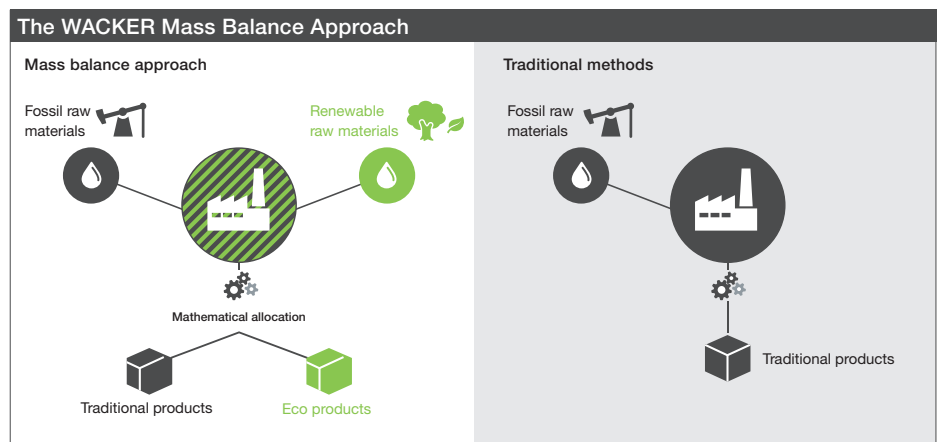 The WACKER Mass Balance Approach
Mass balance approach
Fossil raw
materials
Renewable
raw materials
Mathematical allocation
Traditional products
Eco products
Traditional methods
Fossil raw
materials
Traditional products